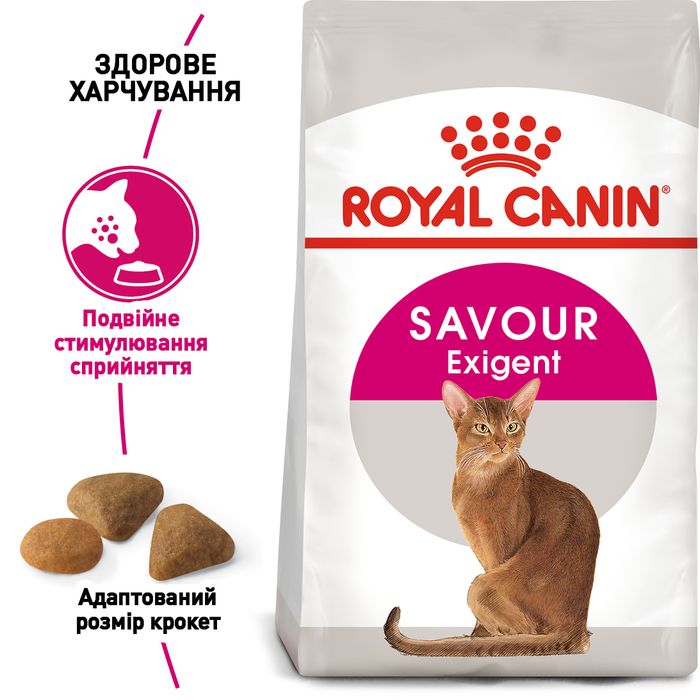 ЗДОРОВЕ
ХАРЧУВАННЯ
Подвійне
стимулювання
сприйняття
Адаптований
розмір крокет
ROYAL CANIN®
SAVOUR
Exigent